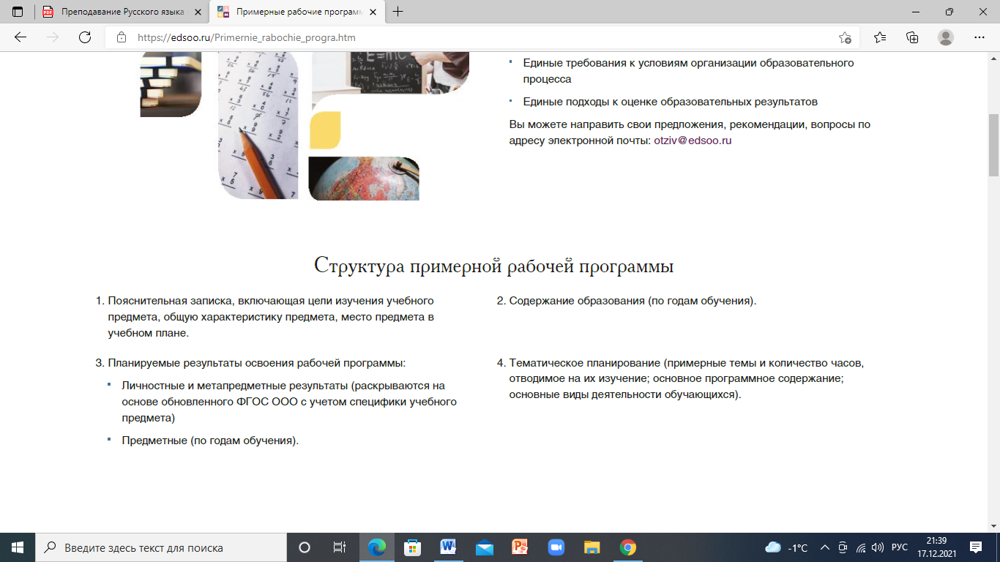 Преподавание Русского языка
Примерные рабочие програм
https://edsoo.ru/Primernie_rabochie_progra.htm
E=MC
Единые требования к условиям организации образовательного
процесса
Единые подходы к оценке образовательных результатов
Вы можете направить свои предложения, рекомендации, вопросы по
адресу электронной почты: otziv@edsoo.ru
Структура примерной рабочей программы
1. Пояснительная записка, включающая цели изучения учебного
предмета, общую характеристику предмета, место предмета в
учебном плане.
2. Содержание образования (по годам обучения).
3. Планируемые результаты освоения рабочей программы:
Личностные и метапредметные результаты (раскрываются на
основе обновленного ФГОС ООО с учетом специфики учебного
предмета)
Предметные (по годам обучения).
4. Тематическое планирование (примерные темы и количество часов,
отводимое на их изучение; основное программное содержание;
основные виды деятельности обучающихся).
Введите здесь текст для поиска
-1°C
РУС
21:39
17.12.2021